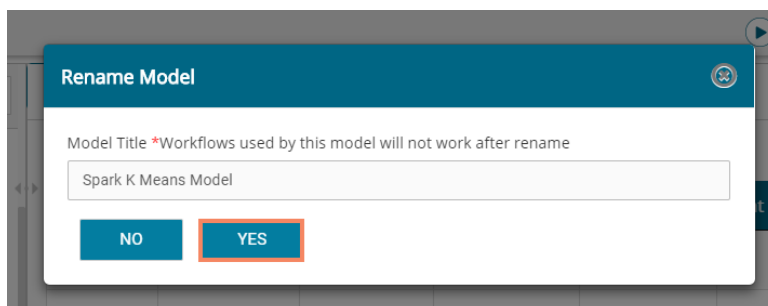 Rename Model
Model Title *Workflows used by this model will not work after rename
Spark K Means Model
NO YES
t